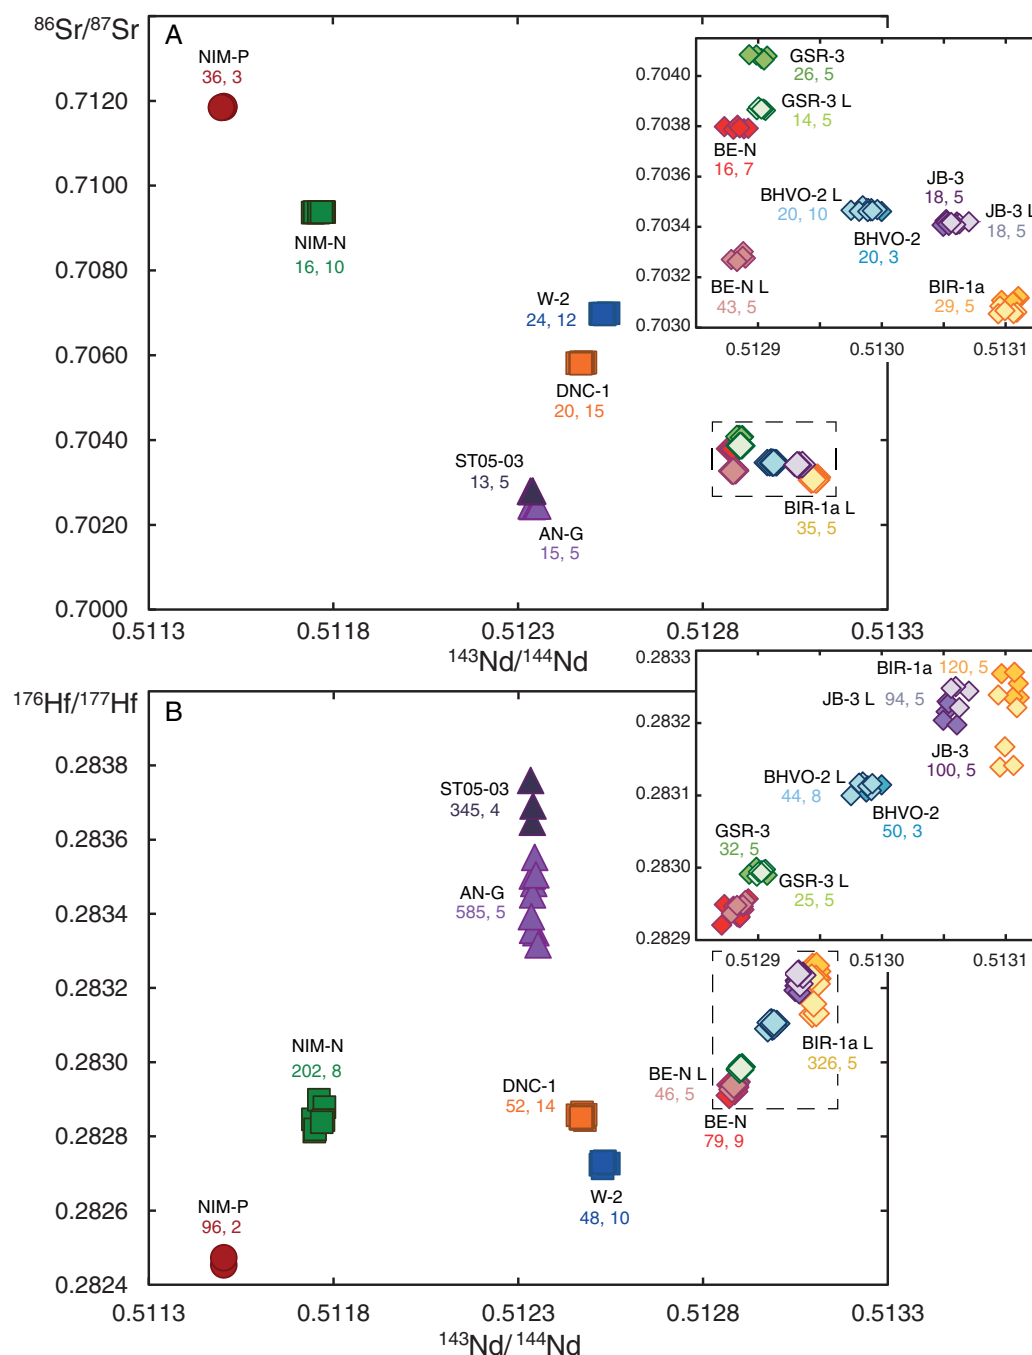 86Sr/87Sr
A
0.7120
0.7100
0.7080
0.7060
0.7040
0.7020
0.7000
NIM-P
36, 3
NIM-N
16, 10
W-2
24, 12
DNC-1
20, 15
ST05-03
13, 5
AN-G
15, 5
BIR-1a L
35, 5
0.7040
0.7038
0.7036
0.7034
0.7032
0.7030
GSR-3
26, 5
GSR-3 L
14, 5
BE-N
16, 7
BHVO-2 L
20, 10
BHVO-2
20, 3
JB-3
18, 5
JB-3 L
18, 5
BE-N L
43, 5
BIR-1a
29, 5
0.5129
0.5130
0.5131
0.5113
0.5118
0.5123
0.5128
0.5133
143Nd/144Nd
176Hf/177Hf
B
0.2838
0.2836
0.2834
0.2832
0.2830
0.2828
0.2826
0.2824
ST05-03
345, 4
AN-G
585, 5
NIM-N
202, 8
DNC-1
52, 14
W-2
48, 10
NIM-P
96, 2
BE-N L
46, 5
BE-N
79, 9
BIR-1a L
326, 5
0.2833
0.2832
0.2831
0.2830
0.2829
BIR-1a 120, 5
JB-3 L 94, 5
JB-3
100, 5
BHVO-2 L
44, 8
BHVO-2
50, 3
GSR-3
32, 5
GSR-3 L
25, 5
0.5129
0.5130
0.5131
0.5113
0.5118
0.5123
0.5128
0.5133
143Nd/144Nd